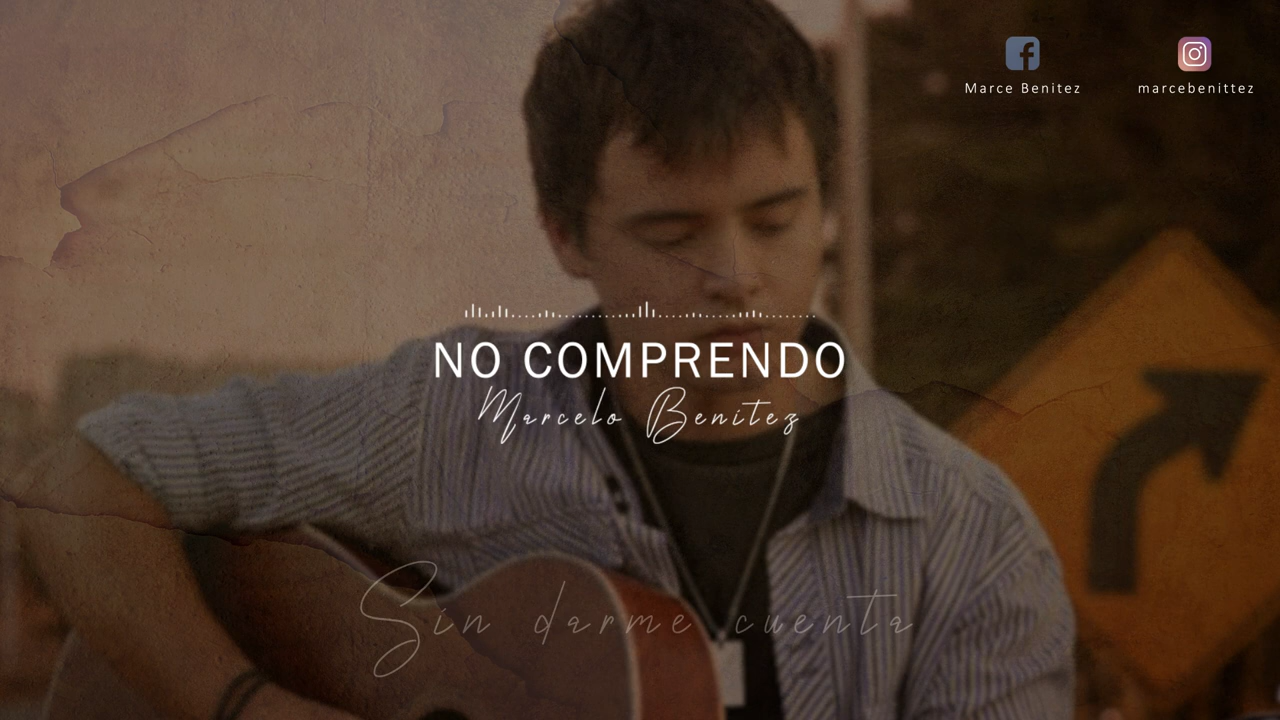 Marce Benitez
marcebenittez
NO COMPRENDO
Marcelo Benitez
Sin darme cuenta